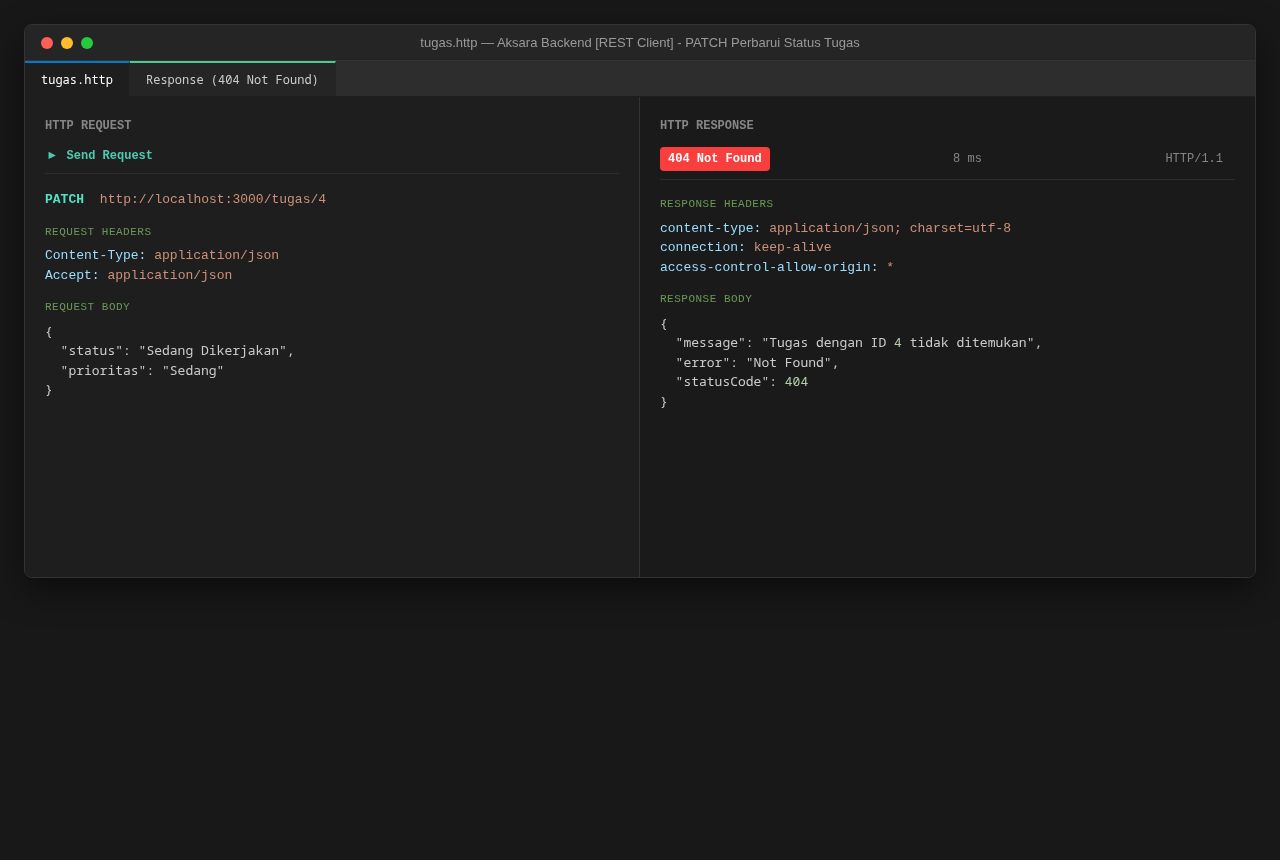 tugas.http — Aksara Backend [REST Client] - PATCH Perbarui Status Tugas
tugas.http
Response (404 Not Found)
HTTP REQUEST
► Send Request
PATCH http://localhost:3000/tugas/4
REQUEST HEADERS
Content-Type: application/json
Accept: application/json
REQUEST BODY
{
  "status": "Sedang Dikerjakan",
  "prioritas": "Sedang"
}
HTTP RESPONSE
404 Not Found
8 ms
HTTP/1.1
RESPONSE HEADERS
content-type: application/json; charset=utf-8
connection: keep-alive
access-control-allow-origin: *
RESPONSE BODY
{
  "message": "Tugas dengan ID 4 tidak ditemukan",
  "error": "Not Found",
  "statusCode": 404
}